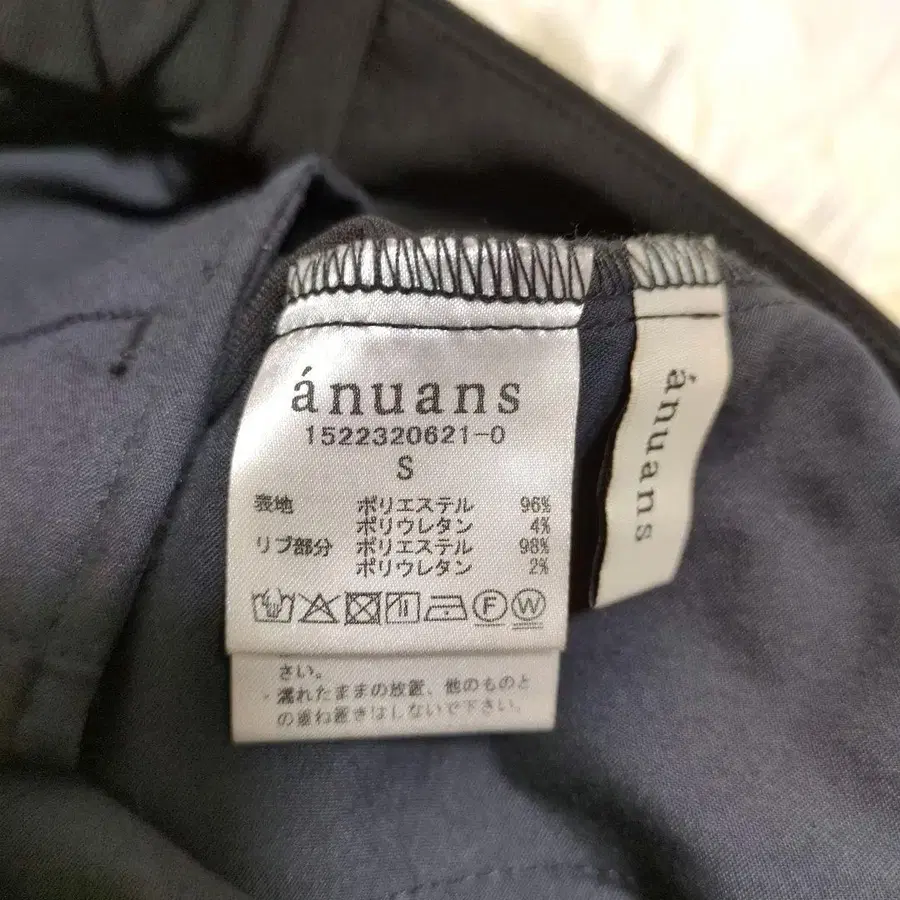 ánuans
1522320621-0
S
表地 ポリエステル 96%
ポリウレタン 4%
リブ部分 ポリエステル 98%
ポリウレタン 2%
F W
さい。
・濡れたままの放置、他のものと
の重ね置きはしないで下さい。
ánuans